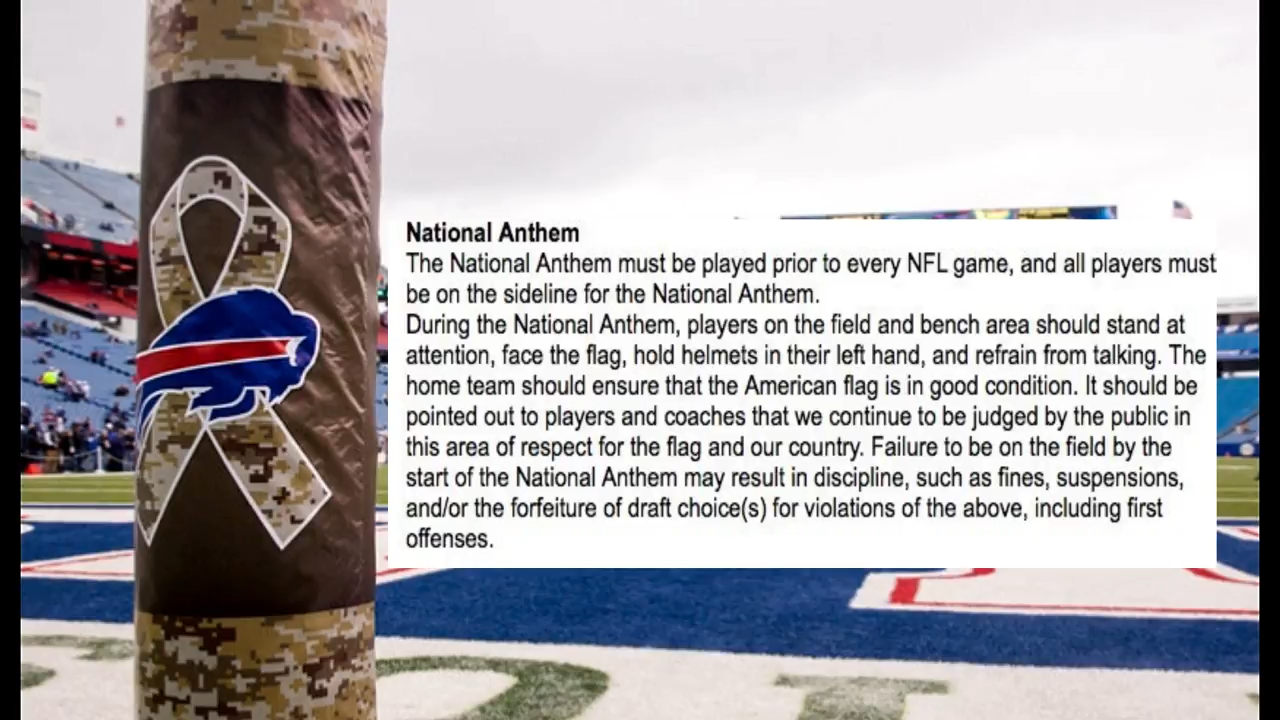 National Anthem
The National Anthem must be played prior to every NFL game, and all players must
be on the sideline for the National Anthem.
During the National Anthem, players on the field and bench area should stand at
attention, face the flag, hold helmets in their left hand, and refrain from talking. The
home team should ensure that the American flag is in good condition. It should be
pointed out to players and coaches that we continue to be judged by the public in
this area of respect for the flag and our country. Failure to be on the field by the
start of the National Anthem may result in discipline, such as fines, suspensions,
and/or the forfeiture of draft choice(s) for violations of the above, including first
offenses.